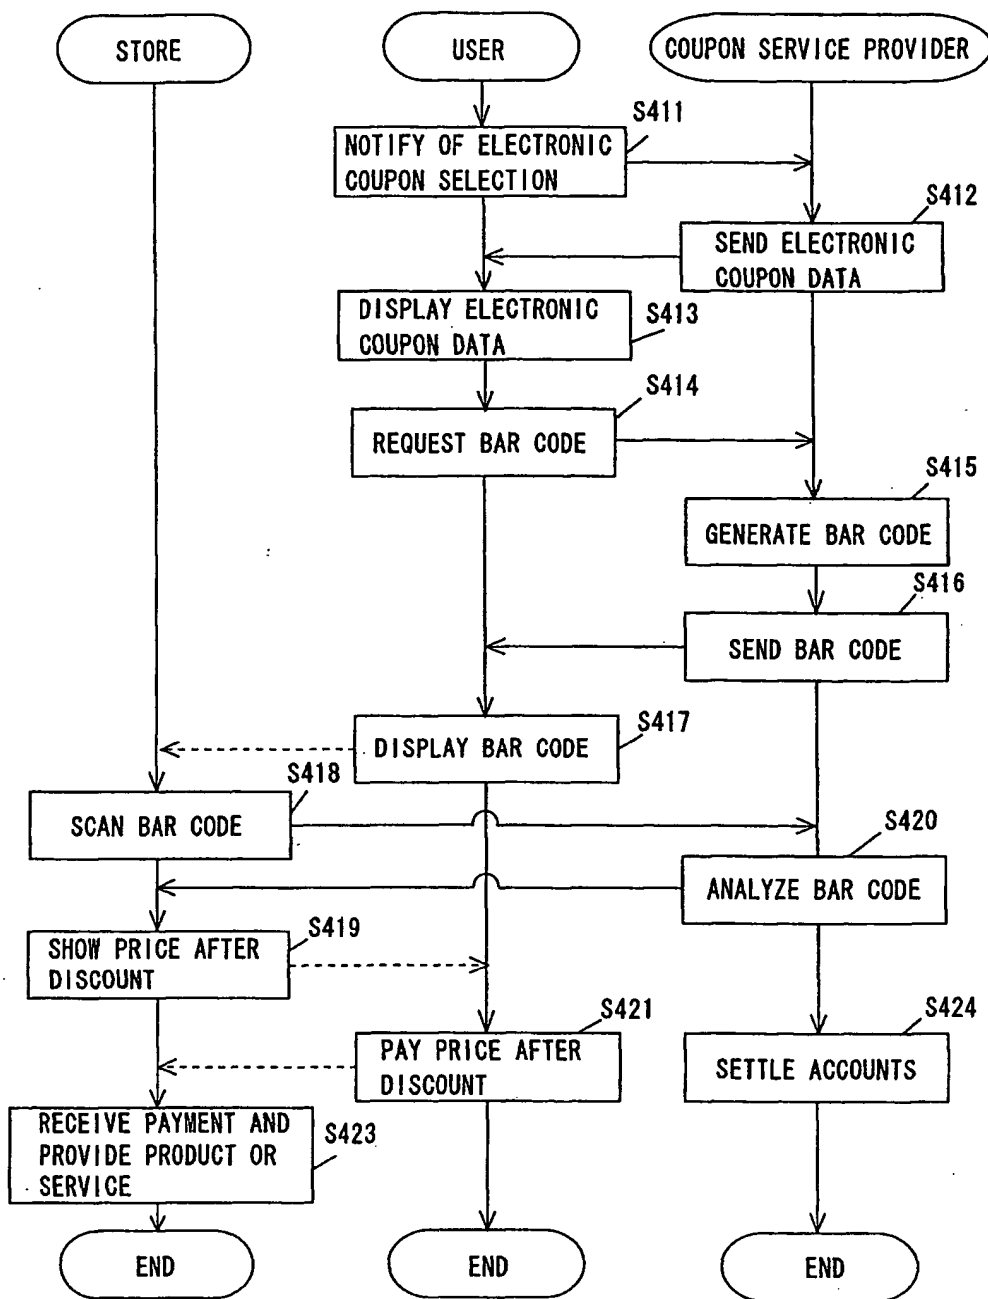 STORE
USER
COUPON SERVICE PROVIDER
S411
NOTIFY OF ELECTRONIC
COUPON SELECTION
S412
SEND ELECTRONIC
COUPON DATA
DISPLAY ELECTRONIC
COUPON DATA
S413
S414
REQUEST BAR CODE
S415
GENERATE BAR CODE
S416
SEND BAR CODE
DISPLAY BAR CODE
S417
S418
SCAN BAR CODE
S420
ANALYZE BAR CODE
S419
SHOW PRICE AFTER
DISCOUNT
S421
PAY PRICE AFTER
DISCOUNT
S424
SETTLE ACCOUNTS
RECEIVE PAYMENT AND
PROVIDE PRODUCT OR
SERVICE
S423
END
END
END